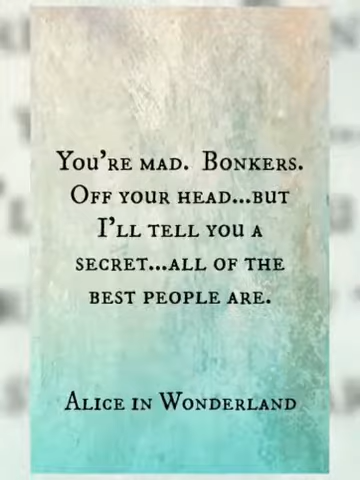 You're mad. Bonkers.
Off your head...but
I'll tell you a
secret...all of the
best people are.
Alice in Wonderland